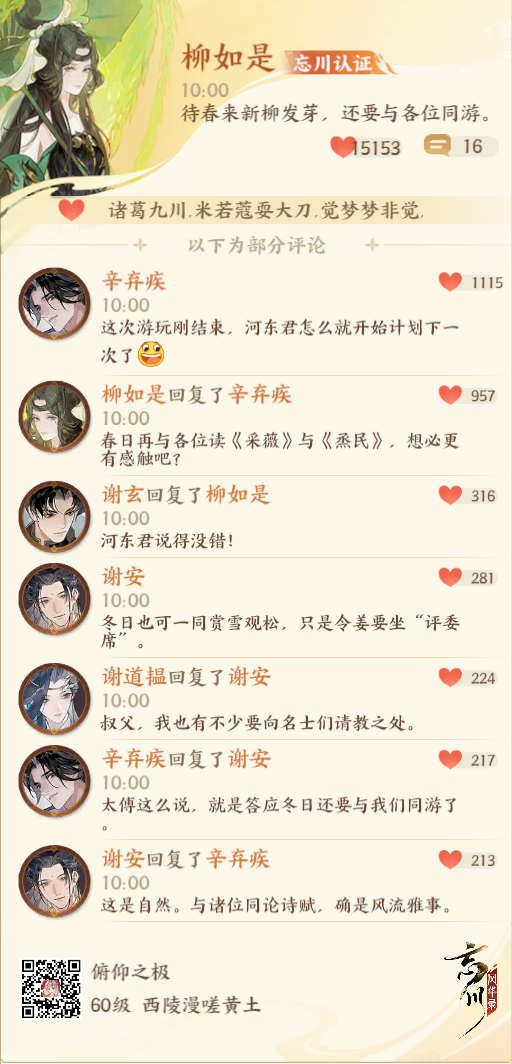 柳如是 忘川认证
10:00
待春来新柳发芽，还要与各位同游。
15153 16
诸葛九川,米若蔻耍大刀,觉梦梦非觉,
以下为部分评论
辛弃疾 1115
10:00
这次游玩刚结束，河东君怎么就开始计划下一
次了
柳如是回复了辛弃疾 957
10:00
春日再与各位读《采薇》与《烝民》，想必更
有感触吧？
谢玄回复了柳如是 316
10:00
河东君说得没错！
谢安 281
10:00
冬日也可一同赏雪观松，只是令姜要坐“评委
席”。
谢道韫回复了谢安 224
10:00
叔父，我也有不少要向名士们请教之处。
辛弃疾回复了谢安 217
10:00
太傅这么说，就是答应冬日还要与我们同游了
。
谢安回复了辛弃疾 213
10:00
这是自然。与诸位同论诗赋，确是风流雅事。
俯仰之极
60级 西陵漫嗟黄土
忘川
风华录